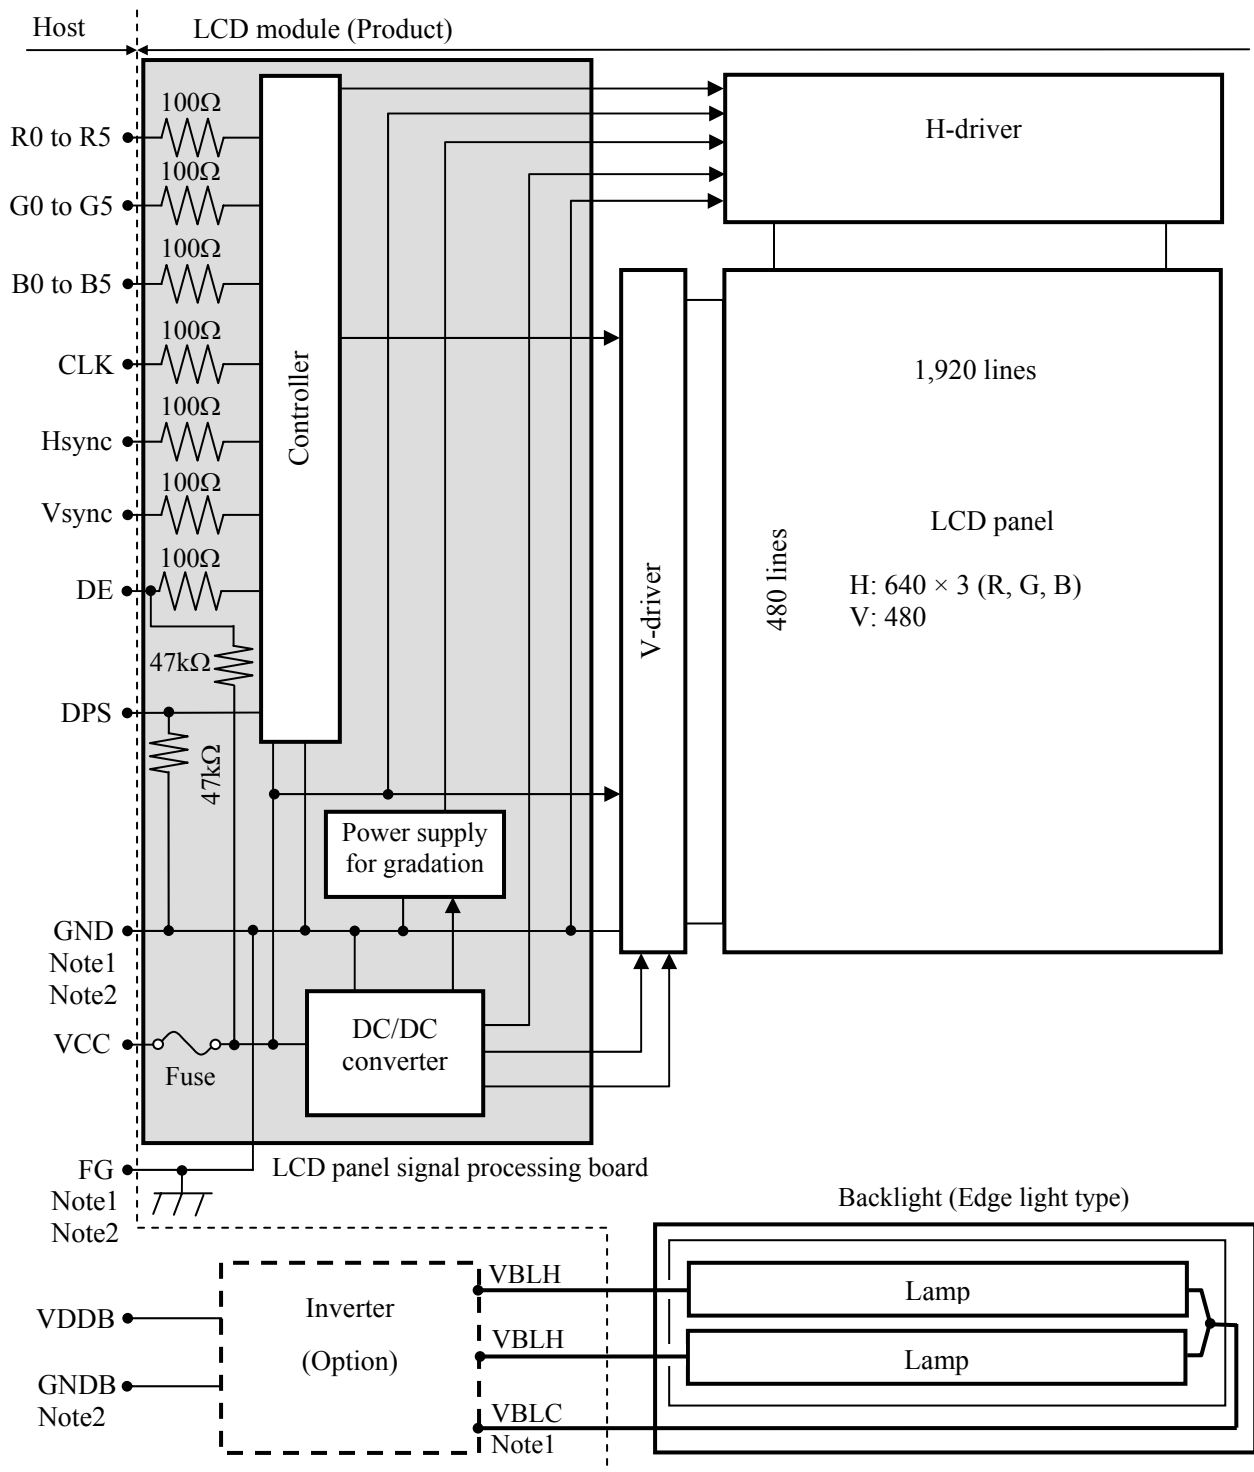 Host
LCD module (Product)
100Ω
R0 to R5
100Ω
G0 to G5
100Ω
B0 to B5
100Ω
CLK
100Ω
Hsync
100Ω
Vsync
100Ω
DE
47kΩ
DPS
47kΩ
Controller
H-driver
V-driver
1,920 lines
480 lines
LCD panel
H: 640 × 3 (R, G, B)
V: 480
Power supply
for gradation
GND
Note1
Note2
VCC
Fuse
DC/DC
converter
FG
Note1
Note2
LCD panel signal processing board
Backlight (Edge light type)
VDDB
GNDB
Note2
Inverter
(Option)
VBLH
VBLH
VBLC
Note1
Lamp
Lamp